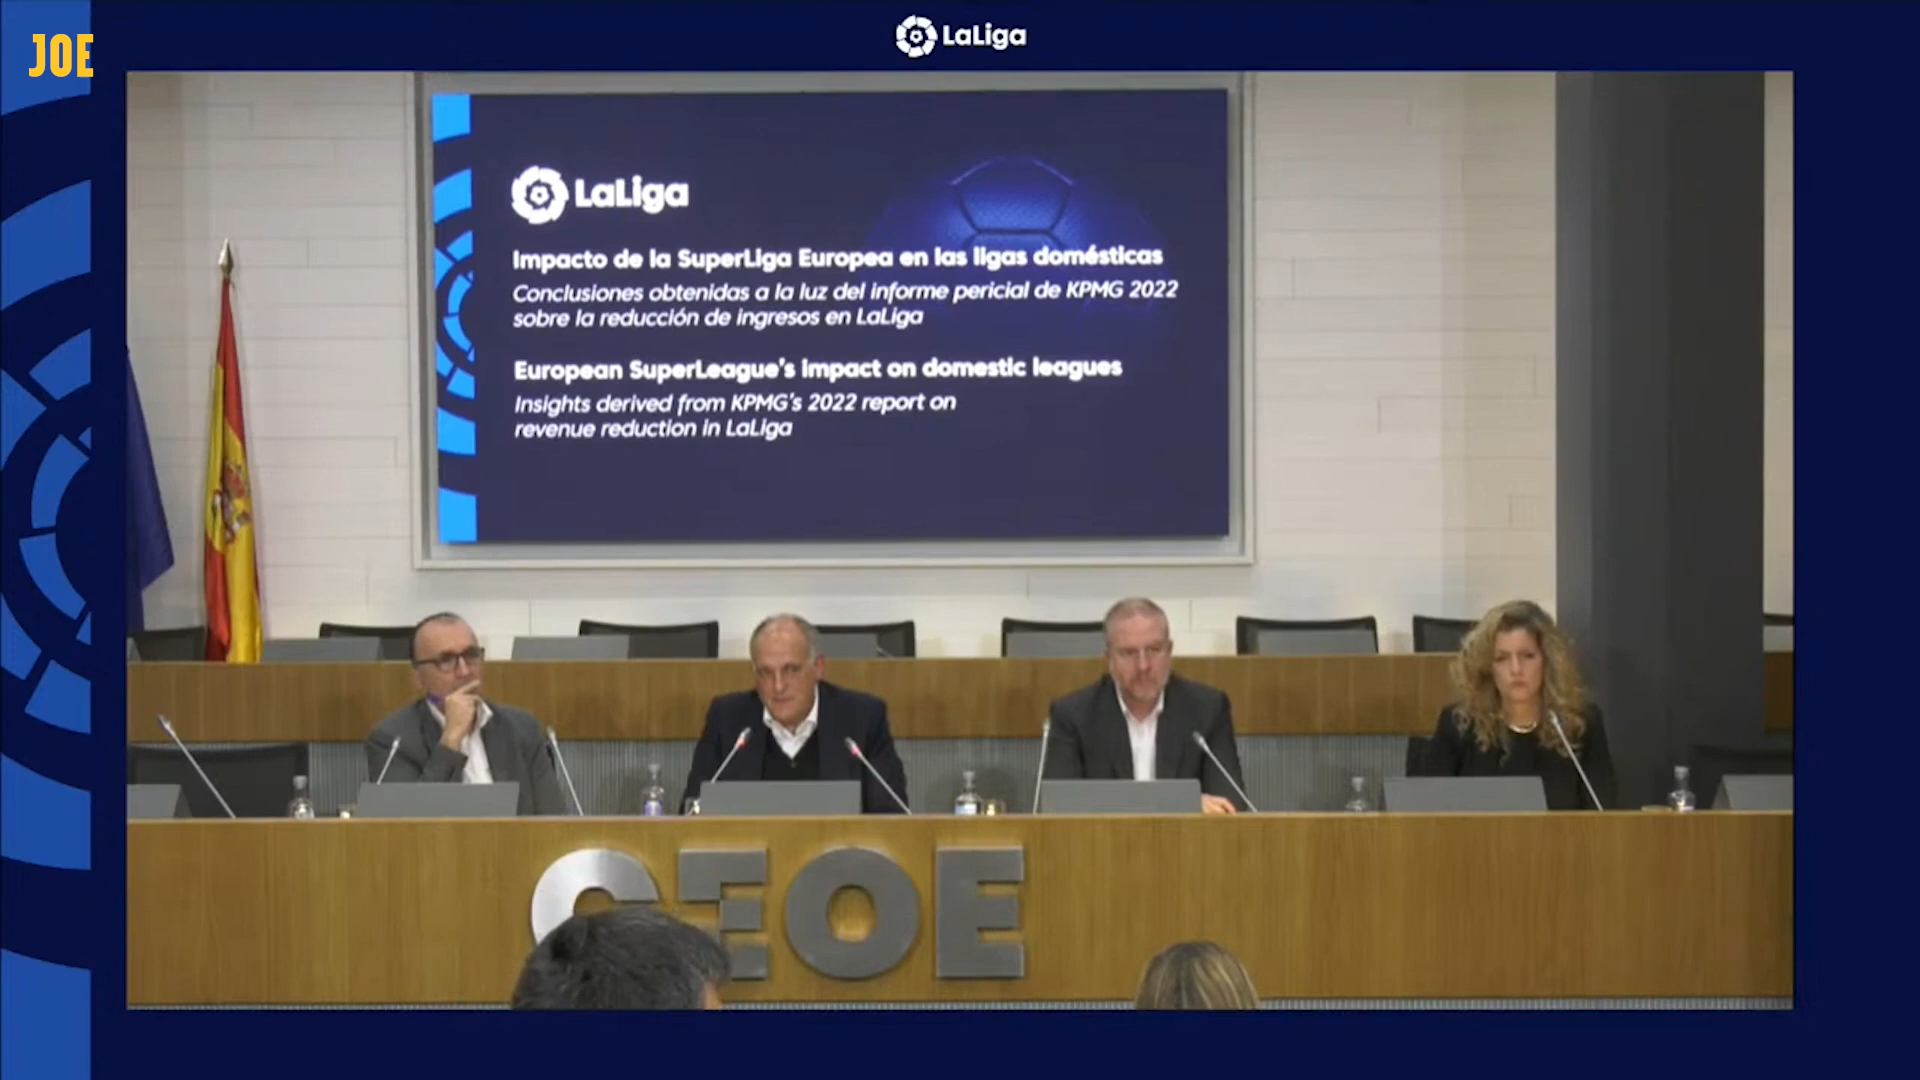 JOE
LaLiga
LaLiga
Impacto de la SuperLiga Europea en las ligas domésticas
Conclusiones obtenidas a la luz del informe pericial de KPMG 2022
sobre la reducción de ingresos en LaLiga
European SuperLeague's impact on domestic leagues
Insights derived from KPMG's 2022 report on
revenue reduction in LaLiga
CEOE